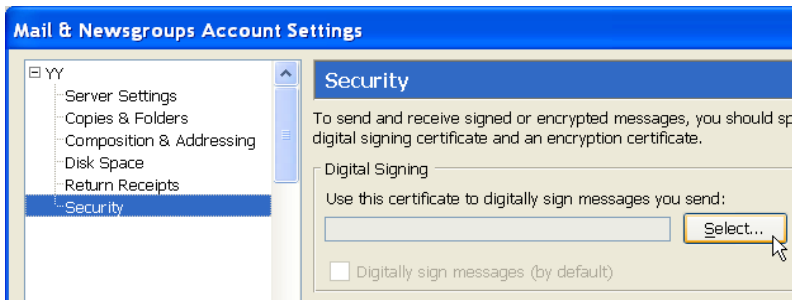 Mail & Newsgroups Account Settings
YY
Server Settings
Copies & Folders
Composition & Addressing
Disk Space
Return Receipts
Security
Security
To send and receive signed or encrypted messages, you should sp
digital signing certificate and an encryption certificate.
Digital Signing
Use this certificate to digitally sign messages you send:
Select...
Digitally sign messages (by default)